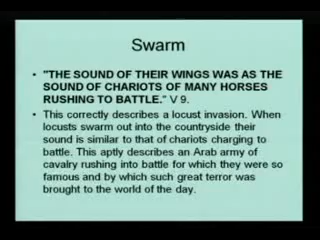 Swarm
• "THE SOUND OF THEIR WINGS WAS AS THE
SOUND OF CHARIOTS OF MANY HORSES
RUSHING TO BATTLE." V 9.
• This correctly describes a locust invasion. When
locusts swarm out into the countryside their
sound is similar to that of chariots charging to
battle. This aptly describes an Arab army of
cavalry rushing into battle for which they were so
famous and by which such great terror was
brought to the world of the day.